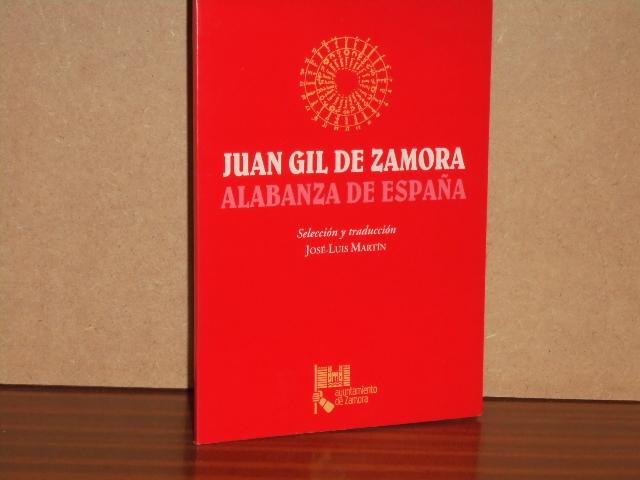 JUAN GIL DE ZAMORA
ALABANZA DE ESPAÑA
Selección y traducción
JOSÉ-LUIS MARTÍN
ayuntamiento
de zamora